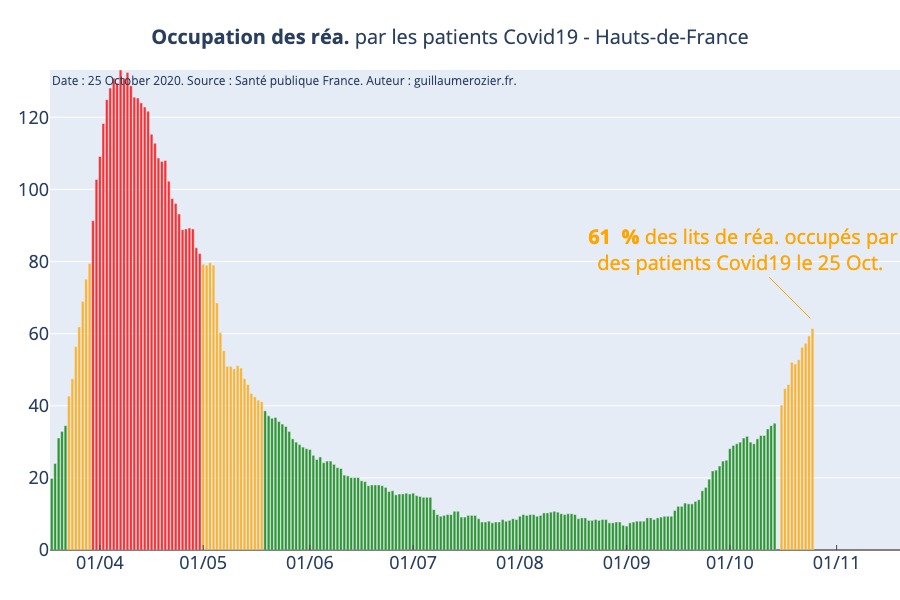 Occupation des réa. par les patients Covid19 - Hauts-de-France
Date : 25 October 2020. Source : Santé publique France. Auteur : guillaumerozier.fr.
120
100
61 % des lits de réa. occupés par
des patients Covid19 le 25 Oct.
80
60
40
20
0
01/04 01/05 01/06 01/07 01/08 01/09 01/10 01/11